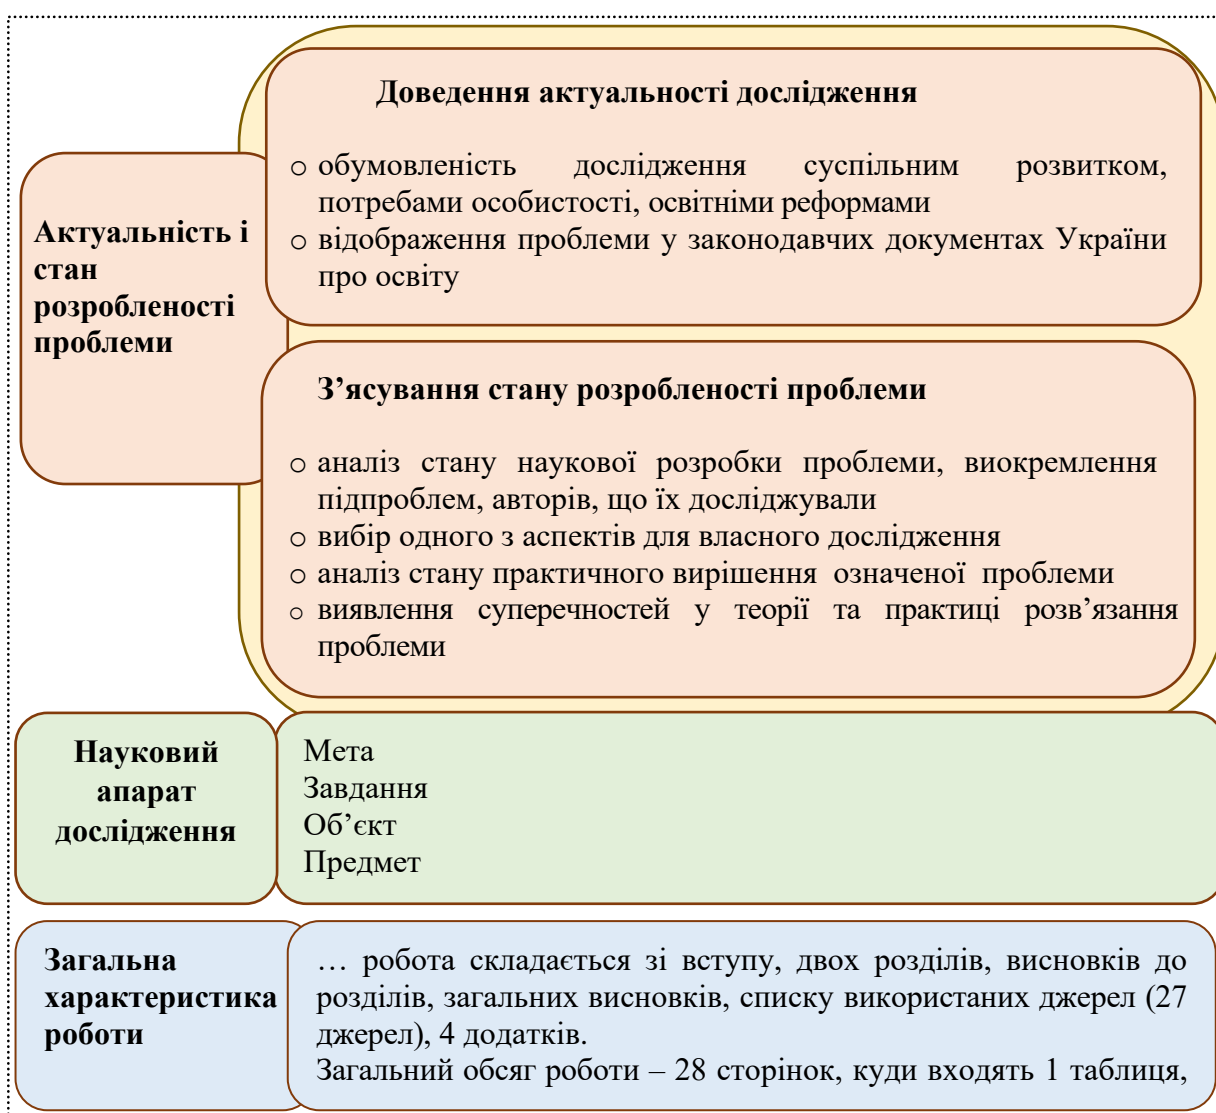 Актуальність і
стан
розробленості
проблеми
Доведення актуальності дослідження
o обумовленість дослідження суспільним розвитком,
потребами особистості, освітніми реформами
o відображення проблеми у законодавчих документах України
про освіту
З’ясування стану розробленості проблеми
o аналіз стану наукової розробки проблеми, виокремлення
підпроблем, авторів, що їх досліджували
o вибір одного з аспектів для власного дослідження
o аналіз стану практичного вирішення означеної проблеми
o виявлення суперечностей у теорії та практиці розв’язання
проблеми
Науковий
апарат
дослідження
Мета
Завдання
Об’єкт
Предмет
Загальна
характеристика
роботи
… робота складається зі вступу, двох розділів, висновків до
розділів, загальних висновків, списку використаних джерел (27
джерел), 4 додатків.
Загальний обсяг роботи – 28 сторінок, куди входять 1 таблиця,